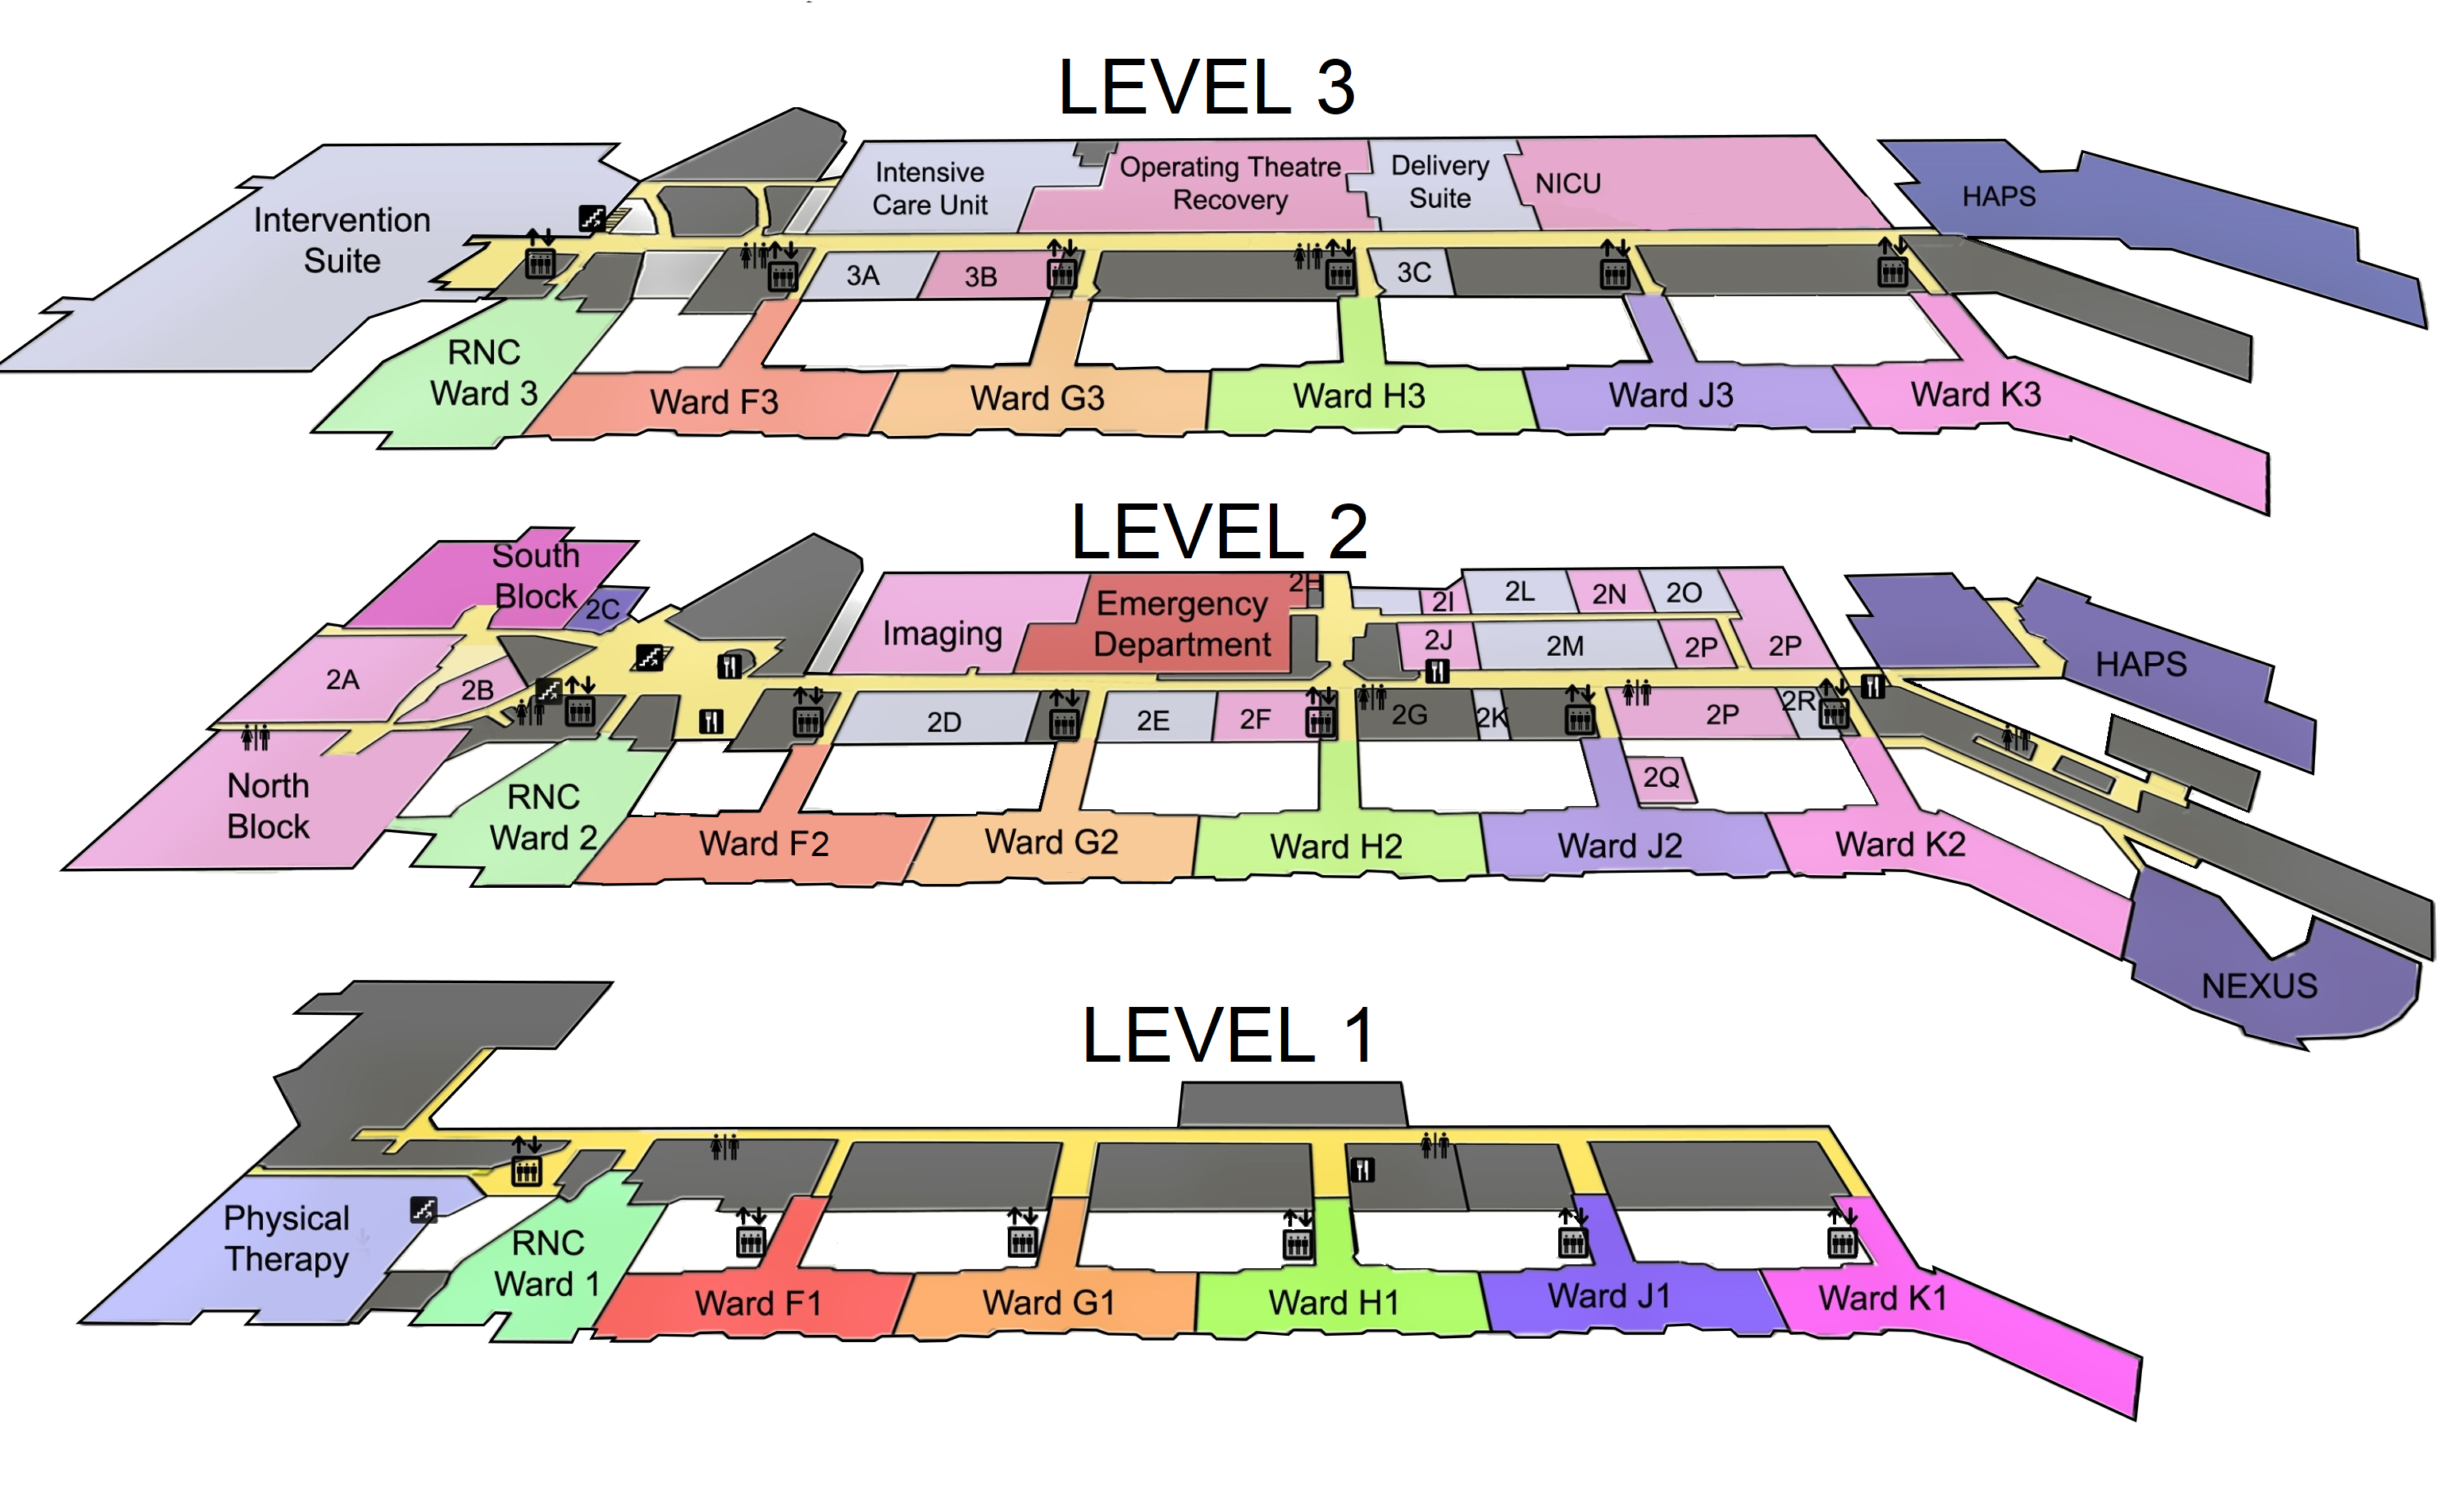 LEVEL 3
Intensive
Care Unit
Operating Theatre
Recovery
Delivery
Suite
NICU
HAPS
Intervention
Suite
3A
3B
3C
RNC
Ward 3
Ward F3
Ward G3
Ward H3
Ward J3
Ward K3
LEVEL 2
South
Block
2C
2A
2B
North
Block
Imaging
Emergency
Department
2H
2I
2L
2N
2O
2J
2M
2P
2P
HAPS
2D
2E
2F
2G
2K
2P
2R
2Q
RNC
Ward 2
Ward F2
Ward G2
Ward H2
Ward J2
Ward K2
NEXUS
LEVEL 1
Physical
Therapy
RNC
Ward 1
Ward F1
Ward G1
Ward H1
Ward J1
Ward K1